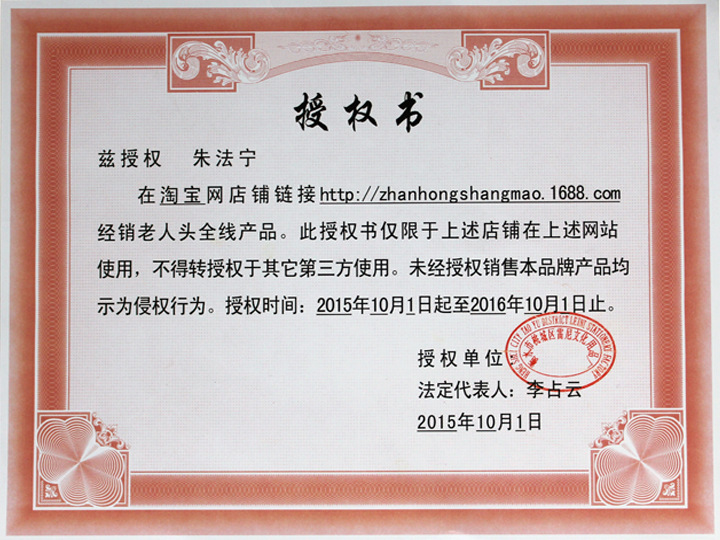 授权书
兹授权 朱法宁
在淘宝网店铺链接http://zhanhongshangmao.1688.com
经销老人头全线产品。此授权书仅限于上述店铺在上述网站
使用，不得转授权于其它第三方使用。未经授权销售本品牌产品均
示为侵权行为。授权时间：2015年10月1日起至2016年10月1日止。
授权单位
法定代表人：李占云
2015年10月1日